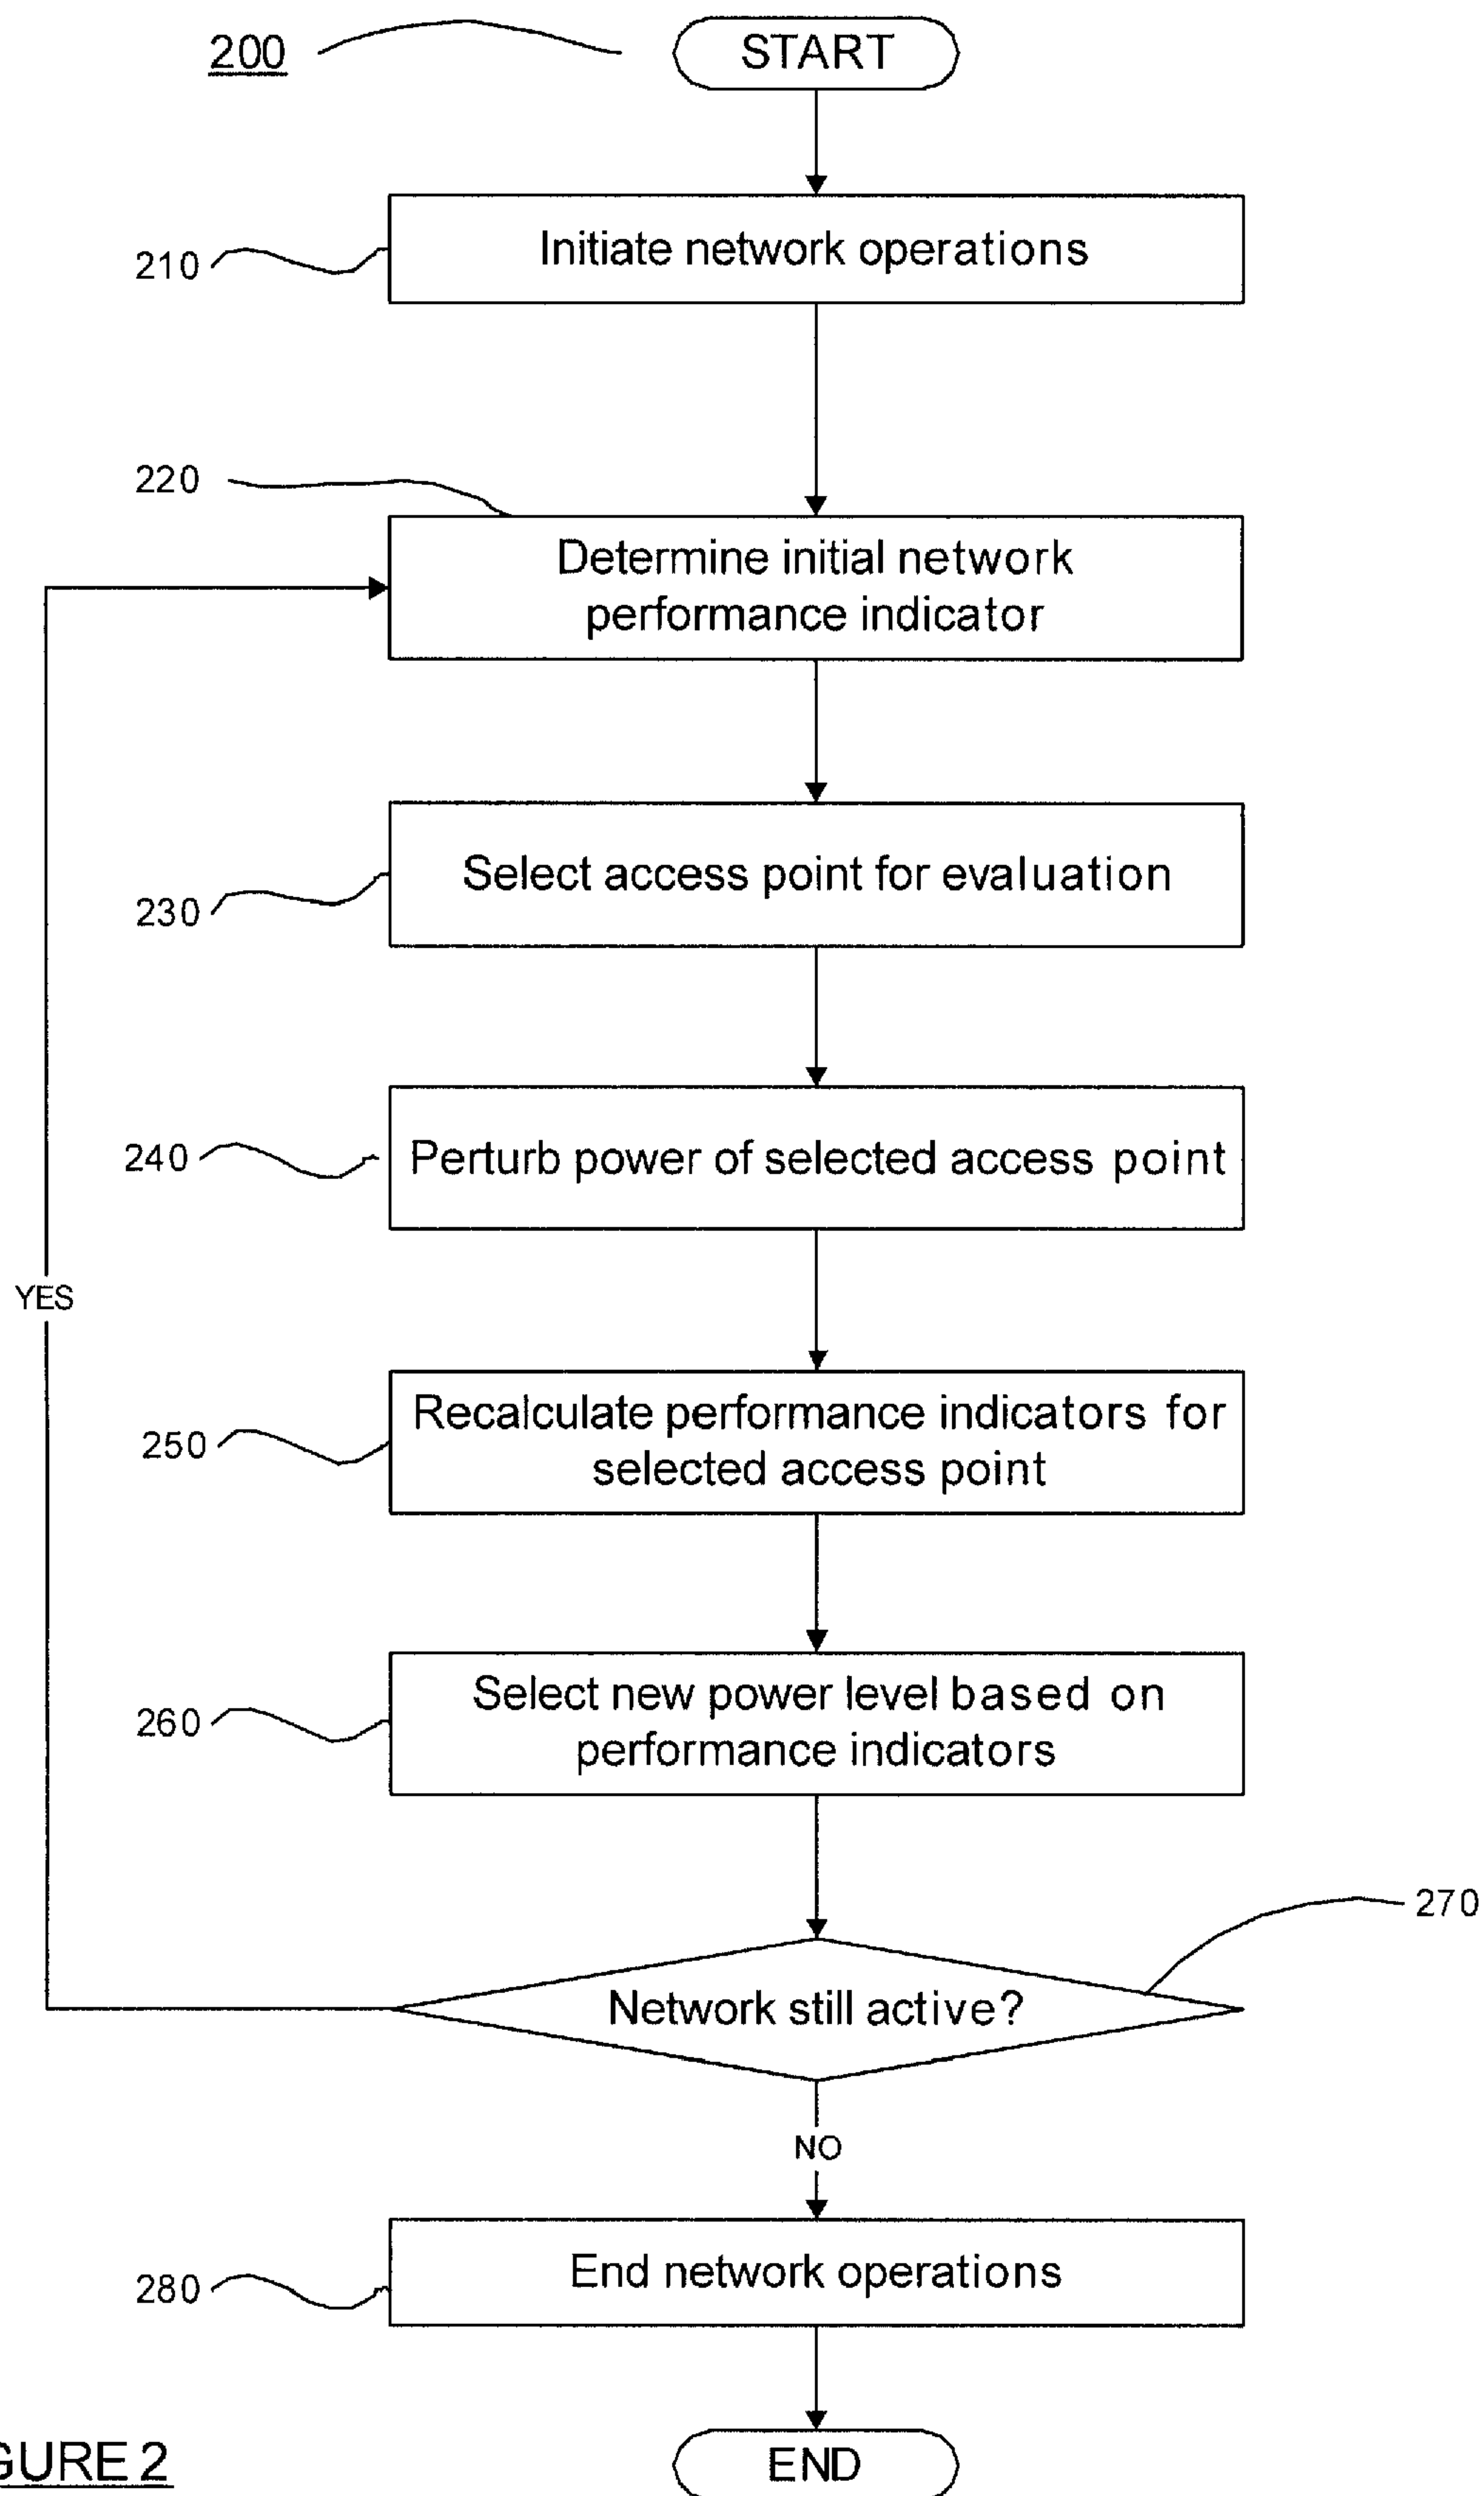 200
START
210
Initiate network operations
220
Determine initial network
performance indicator
Select access point for evaluation
230
240
Perturb power of selected access point
YES
250
Recalculate performance indicators for
selected access point
260
Select new power level based on
performance indicators
270
Network still active?
NO
280
End network operations
GURE 2
END